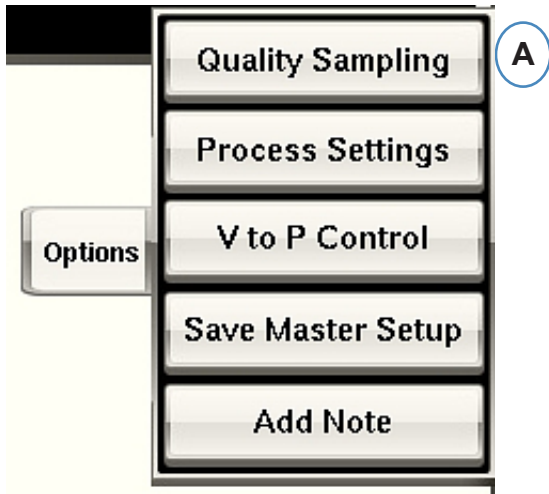 Quality Sampling
A
Process Settings
Options
V to P Control
Save Master Setup
Add Note